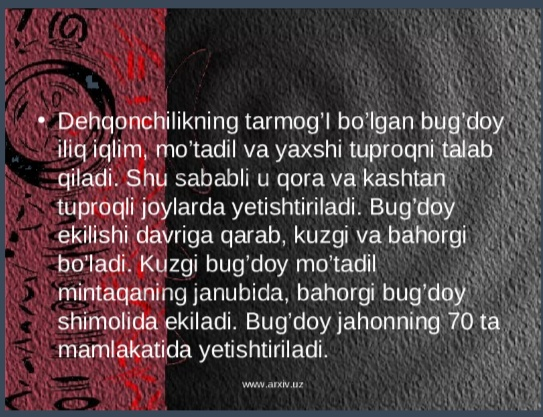 • Dehqonchilikning tarmog’I bo’lgan bug’doy
iliq iqlim, mo’tadil va yaxshi tuproqni talab
qiladi. Shu sababli u qora va kashtan
tuproqli joylarda yetishtiriladi. Bug’doy
ekilishi davriga qarab, kuzgi va bahorgi
bo’ladi. Kuzgi bug’doy mo’tadil
mintaqaning janubida, bahorgi bug’doy
shimolida ekiladi. Bug’doy jahonning 70 ta
mamlakatida yetishtiriladi.
www.arxiv.uz